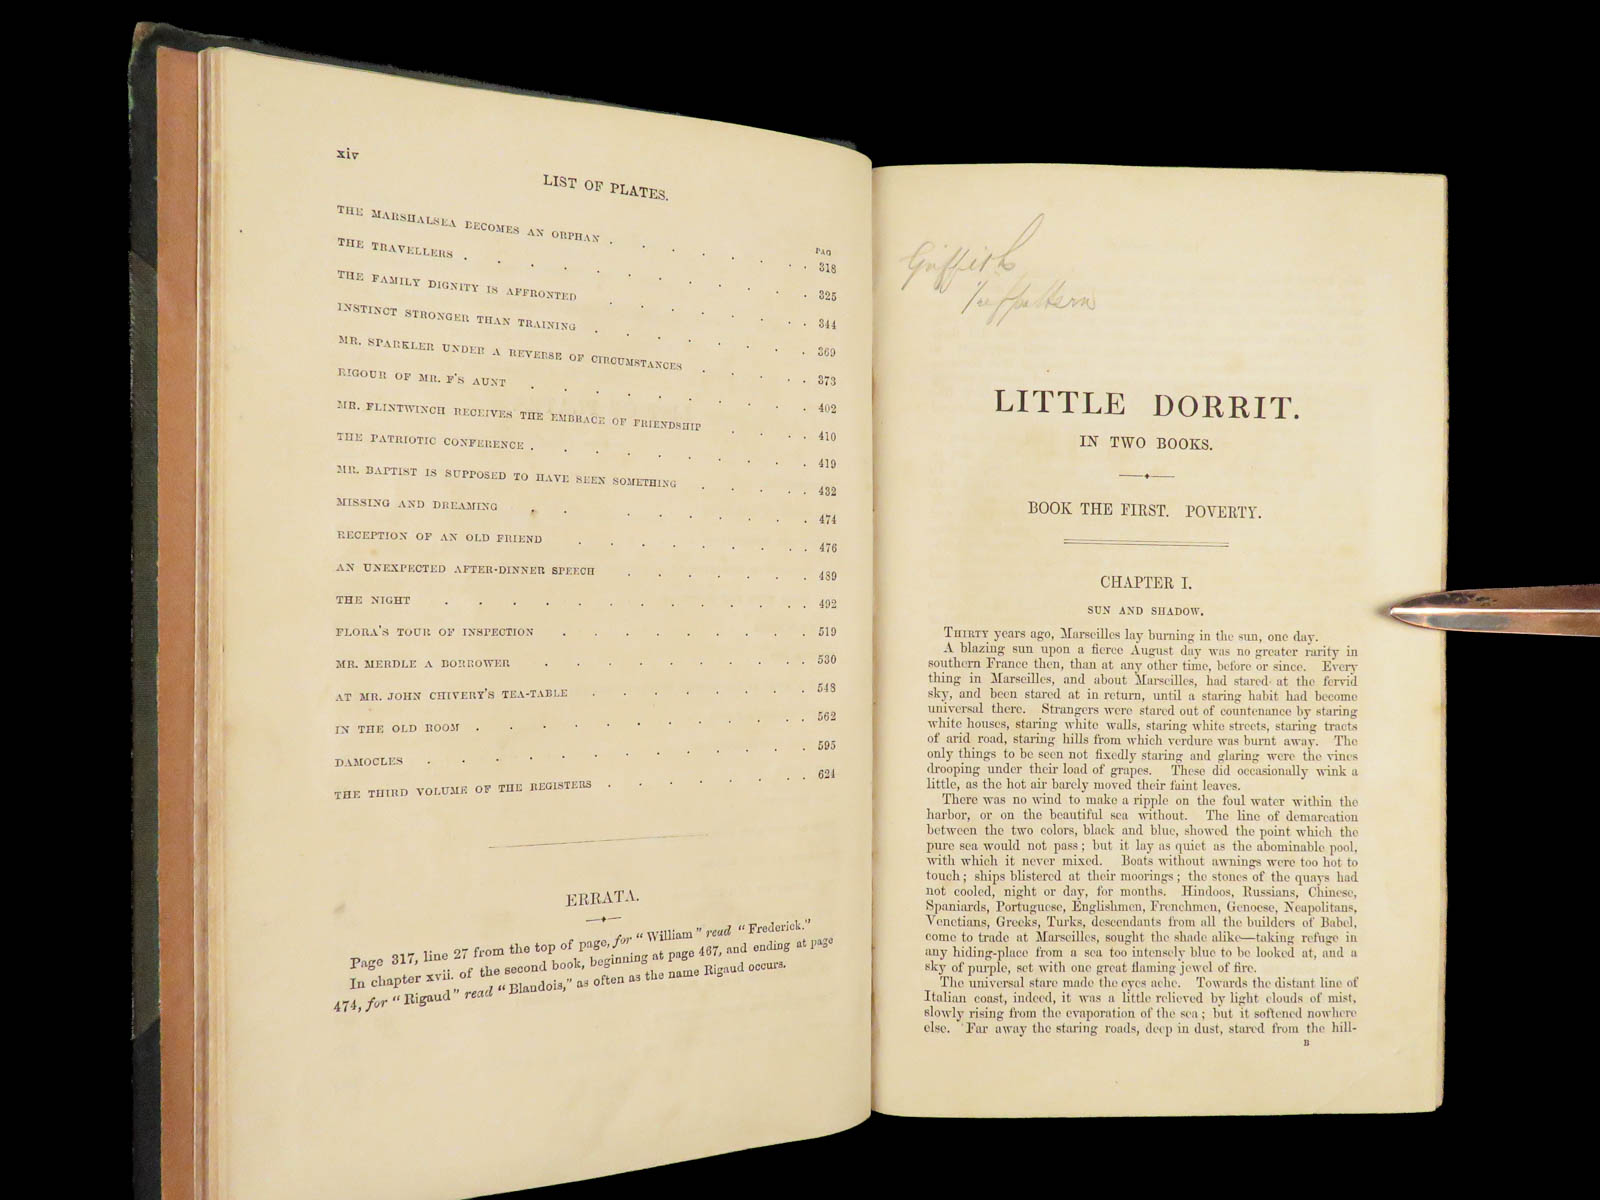 xiv
LIST OF PLATES.
PAG
THE MARSHALSEA BECOMES AN ORPHAN . . . . . . . . 318
THE TRAVELLERS . . . . . . . . . . . 325
THE FAMILY DIGNITY IS AFFRONTED . . . . . . . . 344
INSTINCT STRONGER THAN TRAINING . . . . . . . . 369
MR. SPARKLER UNDER A REVERSE OF CIRCUMSTANCES . . . . . 373
RIGOUR OF MR. F'S AUNT . . . . . . . . . . 402
MR. FLINTWINCH RECEIVES THE EMBRACE OF FRIENDSHIP . . . . 410
THE PATRIOTIC CONFERENCE . . . . . . . . . . 419
MR. BAPTIST IS SUPPOSED TO HAVE SEEN SOMETHING . . . . . 432
MISSING AND DREAMING . . . . . . . . . 474
RECEPTION OF AN OLD FRIEND . . . . . . . . . 476
AN UNEXPECTED AFTER-DINNER SPEECH . . . . . . . 489
THE NIGHT . . . . . . . . . . . . 492
FLORA'S TOUR OF INSPECTION . . . . . . . . . 519
MR. MERDLE A BORROWER . . . . . . . . . 530
AT MR. JOHN CHIVERY'S TEA-TABLE . . . . . . . . 548
IN THE OLD ROOM . . . . . . . . . . . 562
DAMOCLES . . . . . . . . . . . . 595
THE THIRD VOLUME OF THE REGISTERS . . . . . . . 624
ERRATA.
Page 317, line 27 from the top of page, for "William" read "Frederick."
In chapter xvii. of the second book, beginning at page 467, and ending at page
474, for "Rigaud" read "Blandois," as often as the name Rigaud occurs.
Griffith
LITTLE DORRIT.
IN TWO BOOKS.
BOOK THE FIRST. POVERTY.
CHAPTER I.
SUN AND SHADOW.
THIRTY years ago, Marseilles lay burning in the sun, one day.
A blazing sun upon a fierce August day was no greater rarity in
southern France then, than at any other time, before or since. Every
thing in Marseilles, and about Marseilles, had stared at the fervid
sky, and been stared at in return, until a staring habit had become
universal there. Strangers were stared out of countenance by staring
white houses, staring white walls, staring white streets, staring tracts
of arid road, staring hills from which verdure was burnt away. The
only things to be seen not fixedly staring and glaring were the vines
drooping under their load of grapes. These did occasionally wink a
little, as the hot air barely moved their faint leaves.
There was no wind to make a ripple on the foul water within the
harbor, or on the beautiful sea without. The line of demarcation
between the two colors, black and blue, showed the point which the
pure sea would not pass; but it lay as quiet as the abominable pool,
with which it never mixed. Boats without awnings were too hot to
touch; ships blistered at their moorings; the stones of the quays had
not cooled, night or day, for months. Hindoos, Russians, Chinese,
Spaniards, Portuguese, Englishmen, Frenchmen, Genoese, Neapolitans,
Venetians, Greeks, Turks, descendants from all the builders of Babel,
come to trade at Marseilles, sought the shade alike—taking refuge in
any hiding-place from a sea too intensely blue to be looked at, and a
sky of purple, set with one great flaming jewel of fire.
The universal stare made the eyes ache. Towards the distant line of
Italian coast, indeed, it was a little relieved by light clouds of mist,
slowly rising from the evaporation of the sea; but it softened nowhere
else. Far away the staring roads, deep in dust, stared from the hill-
B